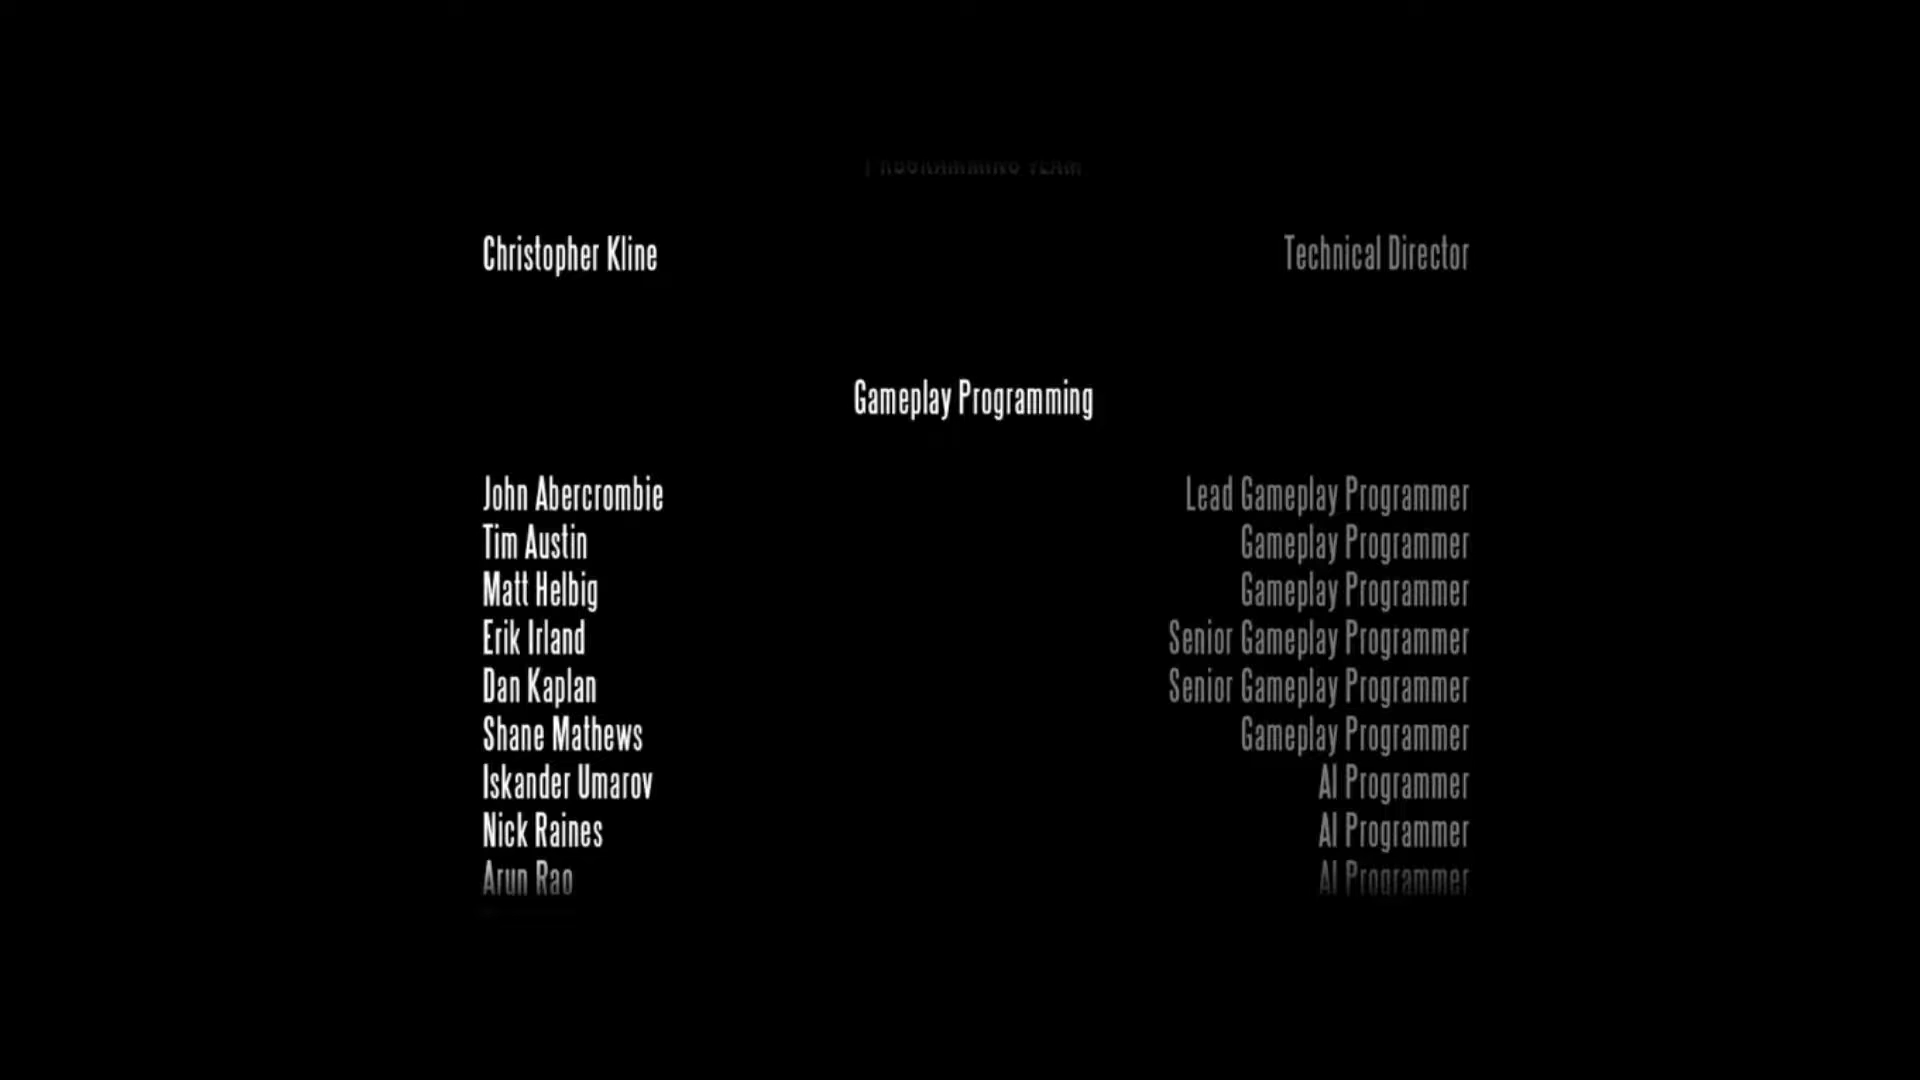 PROGRAMMING TEAM
Christopher Kline Technical Director
Gameplay Programming
John Abercrombie Lead Gameplay Programmer
Tim Austin Gameplay Programmer
Matt Helbig Gameplay Programmer
Erik Irland Senior Gameplay Programmer
Dan Kaplan Senior Gameplay Programmer
Shane Mathews Gameplay Programmer
Iskander Umarov AI Programmer
Nick Raines AI Programmer
Arun Rao AI Programmer